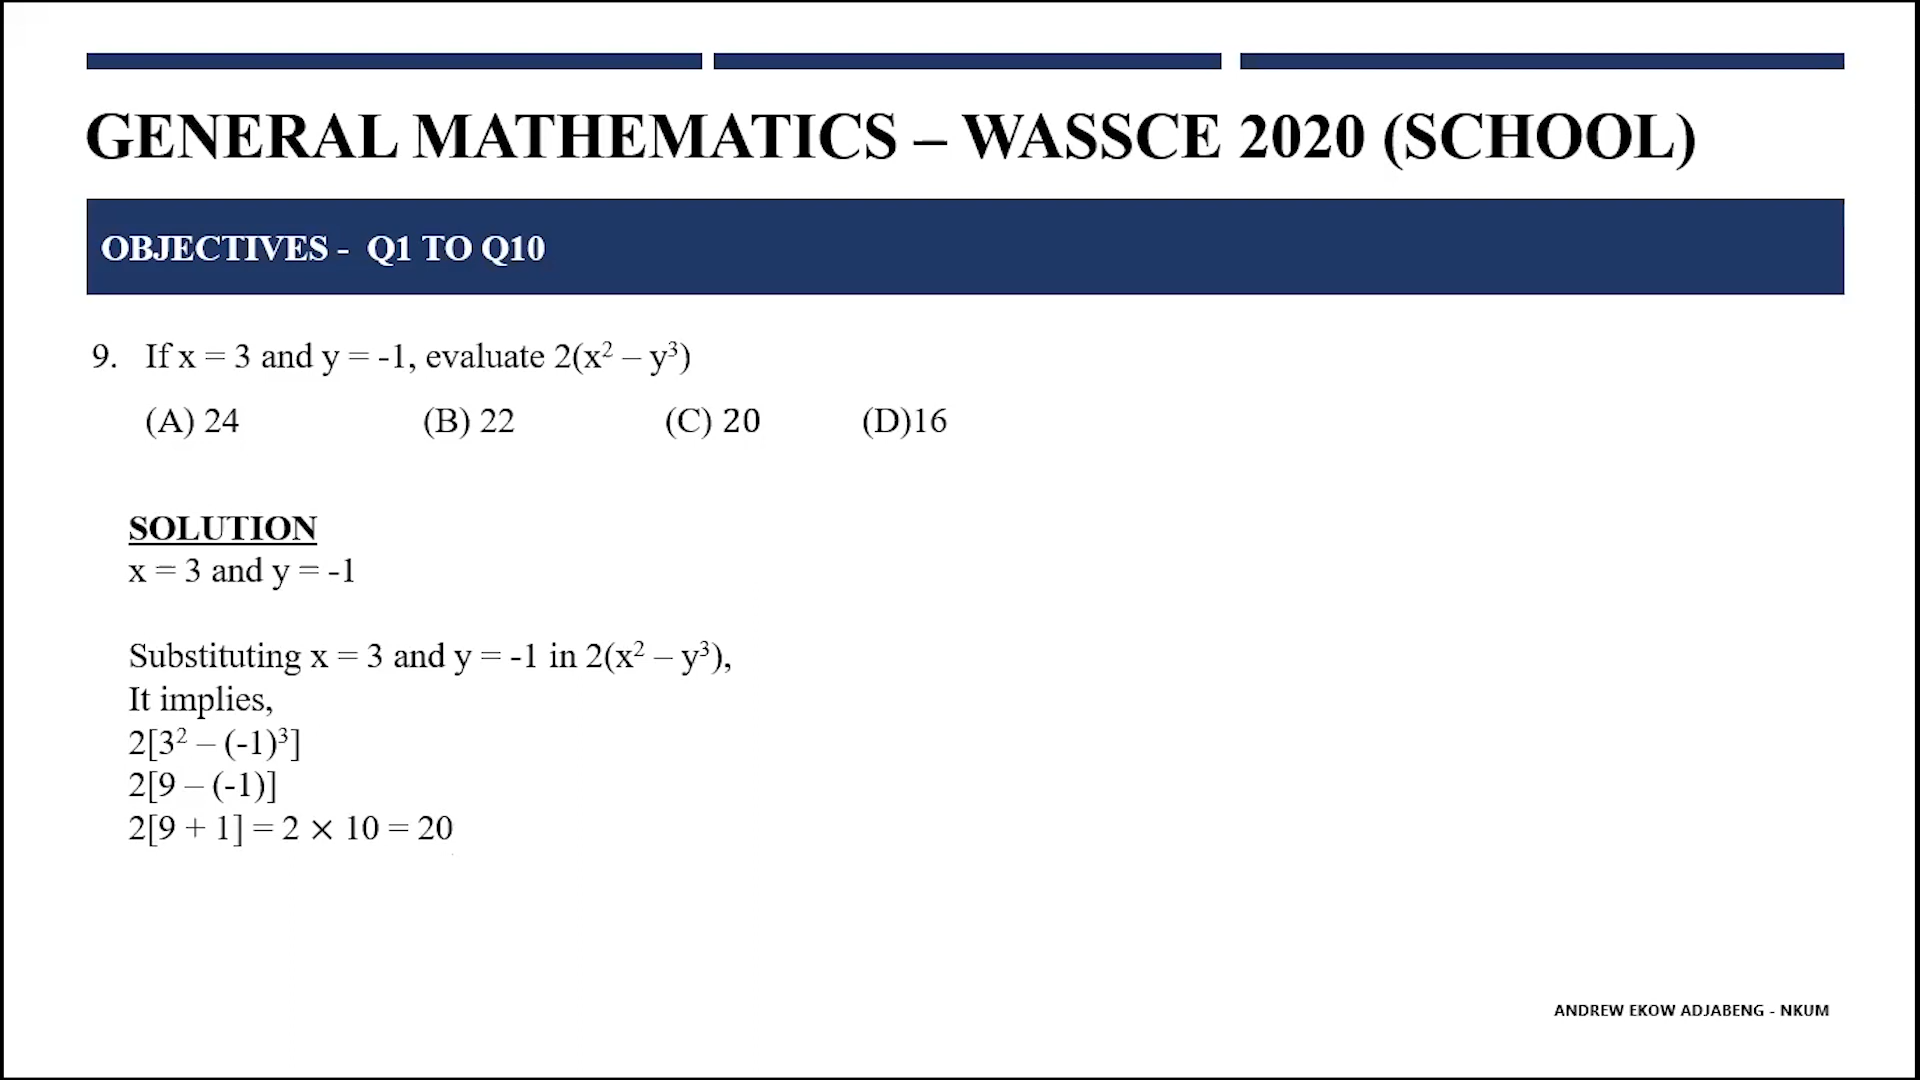 GENERAL MATHEMATICS – WASSCE 2020 (SCHOOL)
OBJECTIVES - Q1 TO Q10
9. If x = 3 and y = -1, evaluate 2(x² – y³)
(A) 24 (B) 22 (C) 20 (D)16
SOLUTION
x = 3 and y = -1
Substituting x = 3 and y = -1 in 2(x² – y³),
It implies,
2[3² – (-1)³]
2[9 – (-1)]
2[9 + 1] = 2 × 10 = 20
ANDREW EKOW ADJABENG - NKUM